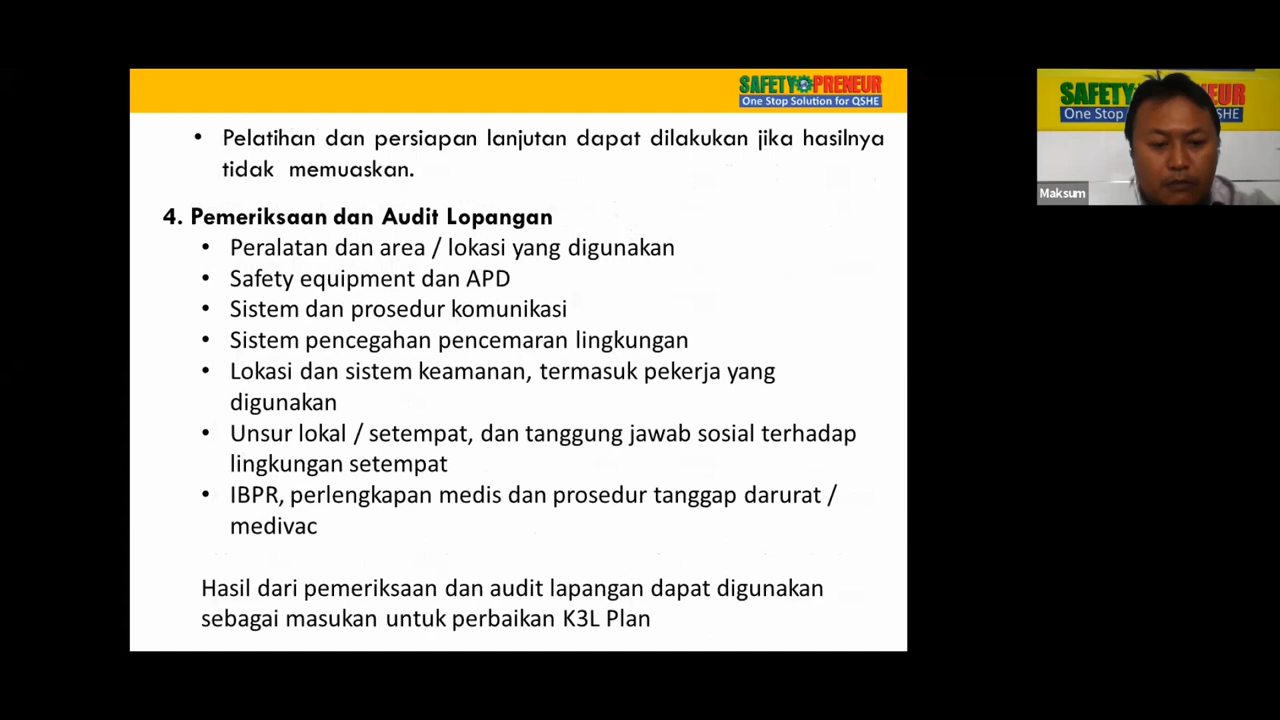 SAFETY PRENEUR
One Stop Solution for QSHE
• Pelatihan dan persiapan lanjutan dapat dilakukan jika hasilnya
tidak memuaskan.
4. Pemeriksaan dan Audit Lopangan
• Peralatan dan area / lokasi yang digunakan
• Safety equipment dan APD
• Sistem dan prosedur komunikasi
• Sistem pencegahan pencemaran lingkungan
• Lokasi dan sistem keamanan, termasuk pekerja yang
digunakan
• Unsur lokal / setempat, dan tanggung jawab sosial terhadap
lingkungan setempat
• IBPR, perlengkapan medis dan prosedur tanggap darurat /
medivac
Hasil dari pemeriksaan dan audit lapangan dapat digunakan
sebagai masukan untuk perbaikan K3L Plan
SAFETY EUR
One Stop SHE
Maksum